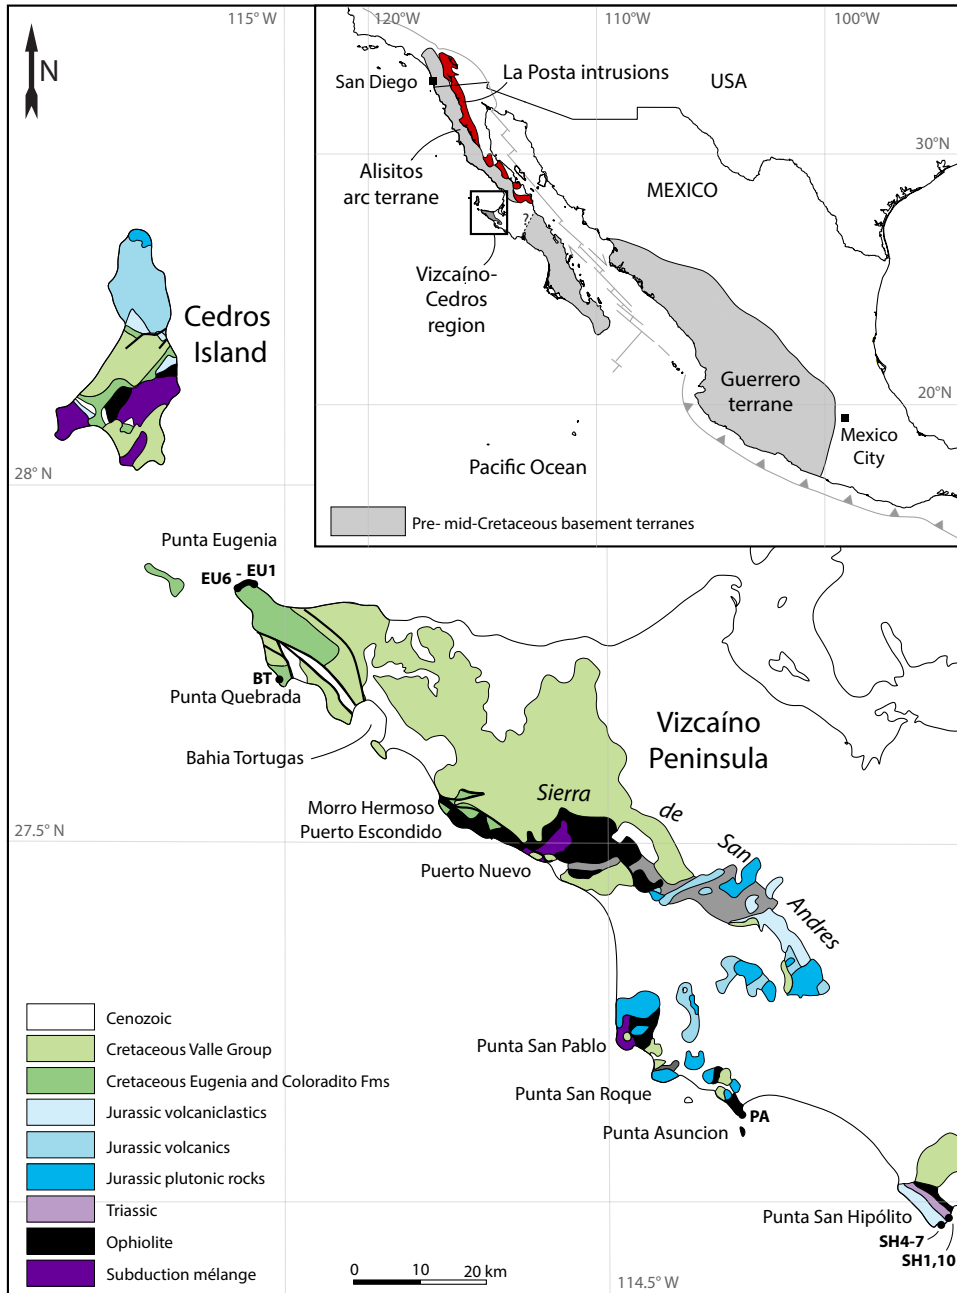 115° W
120°W
110°W
100°W
N
San Diego
La Posta intrusions
USA
30°N
Alisitos
arc terrane
MEXICO
?
Vizcaíno-
Cedros
region
Cedros
Island
Guerrero
terrane
20°N
Mexico
City
Pacific Ocean
28° N
Pre- mid-Cretaceous basement terranes
Punta Eugenia
EU6 - EU1
BT
Punta Quebrada
Vizcaíno
Peninsula
Bahia Tortugas
Sierra
de
San
Andres
Morro Hermoso
Puerto Escondido
27.5° N
Puerto Nuevo
Cenozoic
Cretaceous Valle Group
Cretaceous Eugenia and Coloradito Fms
Jurassic volcaniclastics
Jurassic volcanics
Jurassic plutonic rocks
Triassic
Ophiolite
Subduction mélange
Punta San Pablo
Punta San Roque
PA
Punta Asuncion
Punta San Hipólito
SH4-7
SH1,10
0 10 20 km
114.5° W